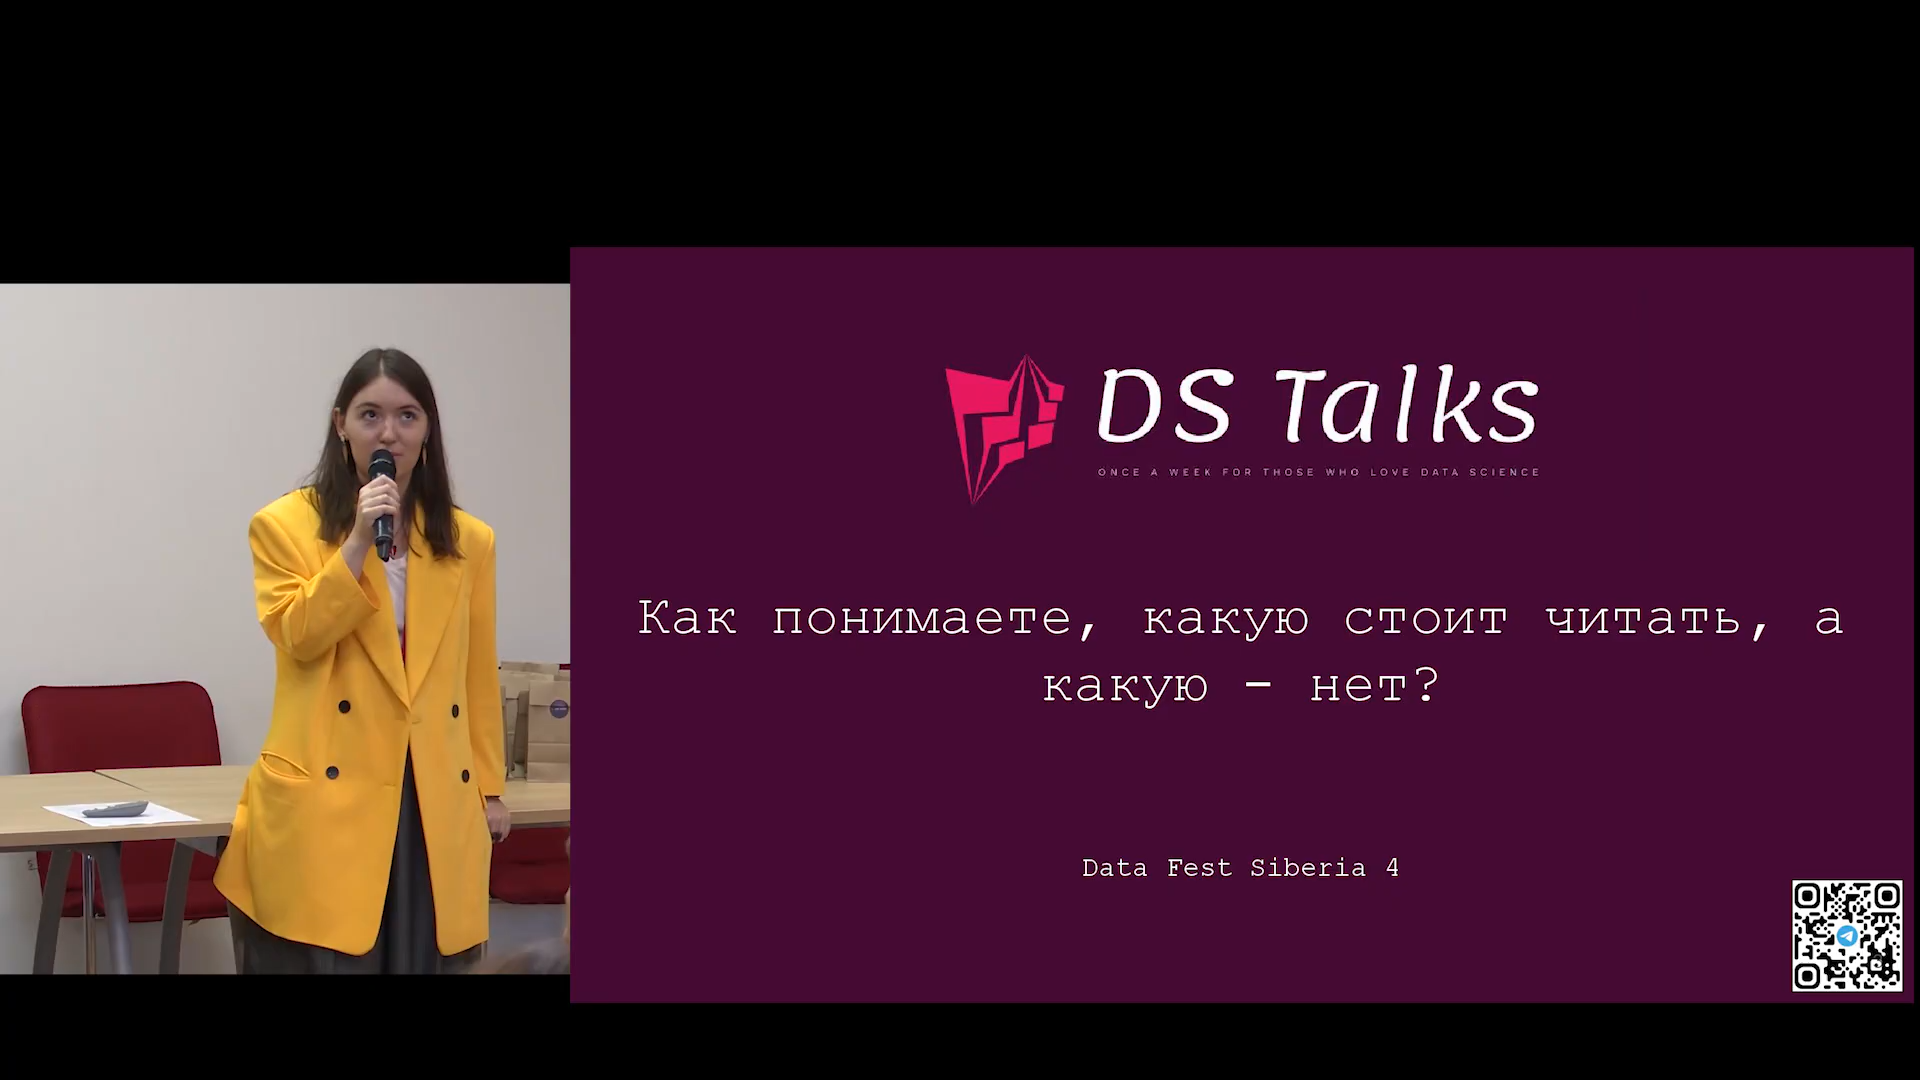 DS Talks
ONCE A WEEK FOR THOSE WHO LOVE DATA SCIENCE
Как понимаете, какую стоит читать, а
какую - нет?
Data Fest Siberia 4